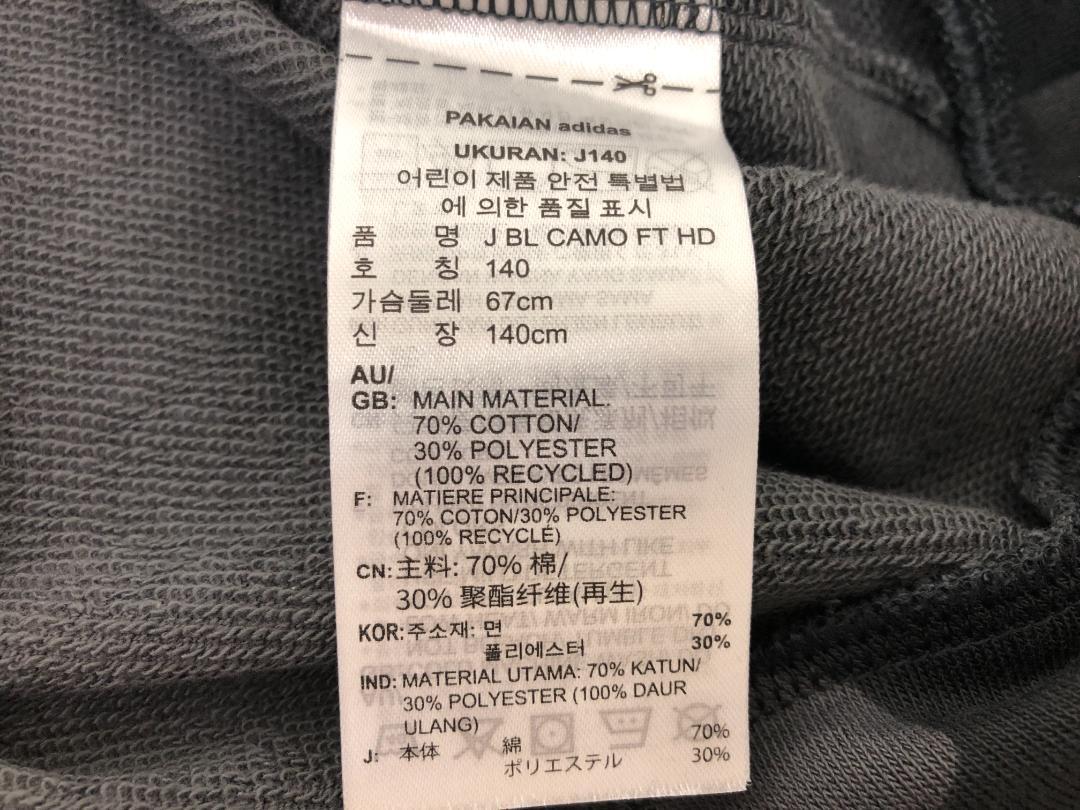 PAKAIAN adidas
UKURAN: J140
어린이 제품 안전 특별법
에 의한 품질 표시
품 명 J BL CAMO FT HD
호 칭 140
가슴둘레 67cm
신 장 140cm
AU/
GB: MAIN MATERIAL.
70% COTTON/
30% POLYESTER
(100% RECYCLED)
F: MATIERE PRINCIPALE:
70% COTON/30% POLYESTER
(100% RECYCLÉ)
CN: 主料: 70% 棉/
30% 聚酯纤维(再生)
KOR: 주소재: 면 70%
폴리에스터 30%
IND: MATERIAL UTAMA: 70% KATUN/
30% POLYESTER (100% DAUR
ULANG)
J: 本体 綿 70%
ポリエステル 30%